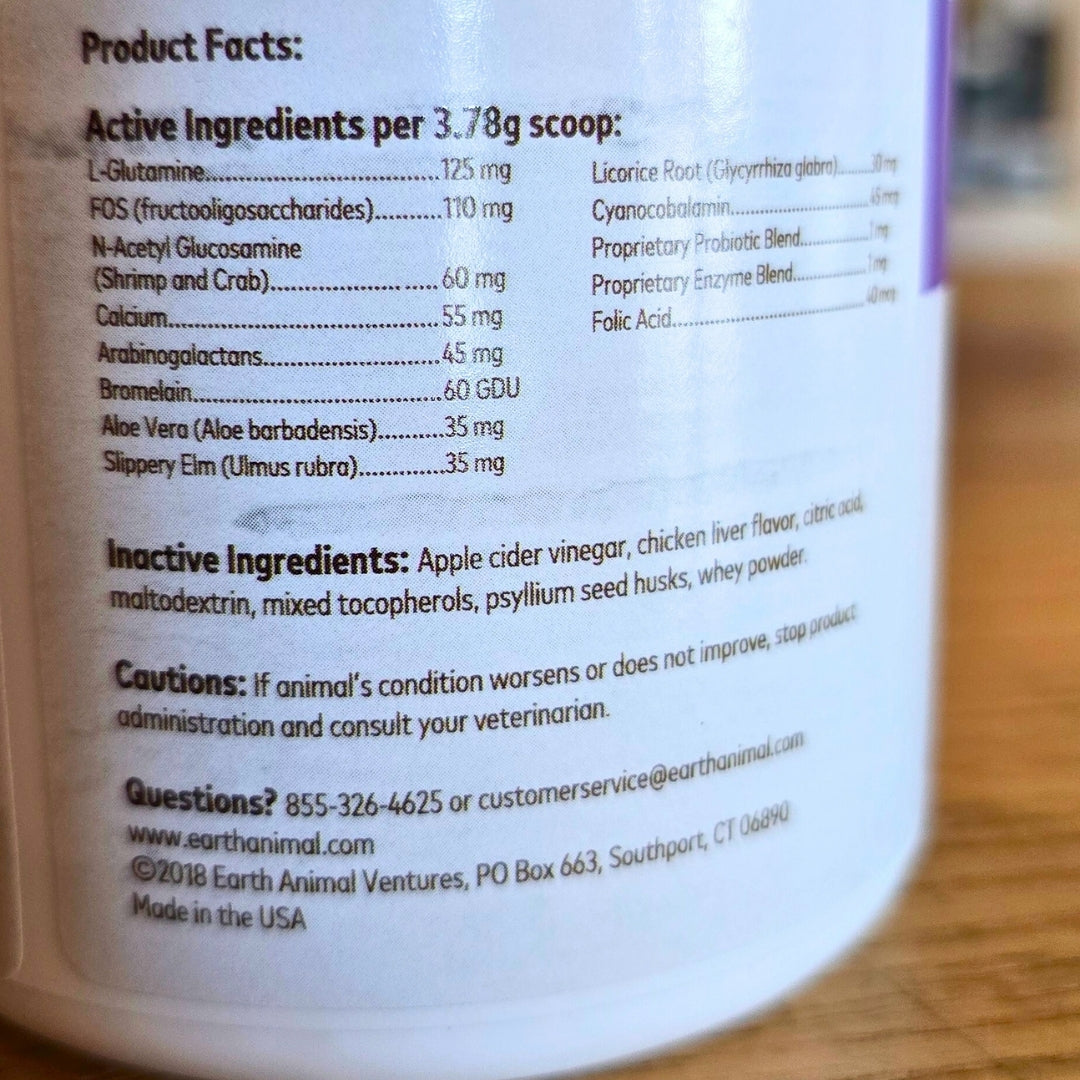 Product Facts:
Active Ingredients per 3.78g scoop:
L-Glutamine..................................125 mg
FOS (fructooligosaccharides)..........110 mg
N-Acetyl Glucosamine
(Shrimp and Crab)......................... 60 mg
Calcium........................................55 mg
Arabinogalactans..........................45 mg
Bromelain.....................................60 GDU
Aloe Vera (Aloe barbadensis)..........35 mg
Slippery Elm (Ulmus rubra).............35 mg
Licorice Root (Glycyrrhiza glabra).......30 mg
Cyanocobalamin.........................
Proprietary Probiotic Blend.............1 mg
Proprietary Enzyme Blend..............1 mg
Folic Acid..................................
Inactive Ingredients: Apple cider vinegar, chicken liver flavor, citric acid,
maltodextrin, mixed tocopherols, psyllium seed husks, whey powder.
Cautions: If animal's condition worsens or does not improve, stop product
administration and consult your veterinarian.
Questions? 855-326-4625 or customerservice@earthanimal.com
www.earthanimal.com
©2018 Earth Animal Ventures, PO Box 663, Southport, CT 06890
Made in the USA